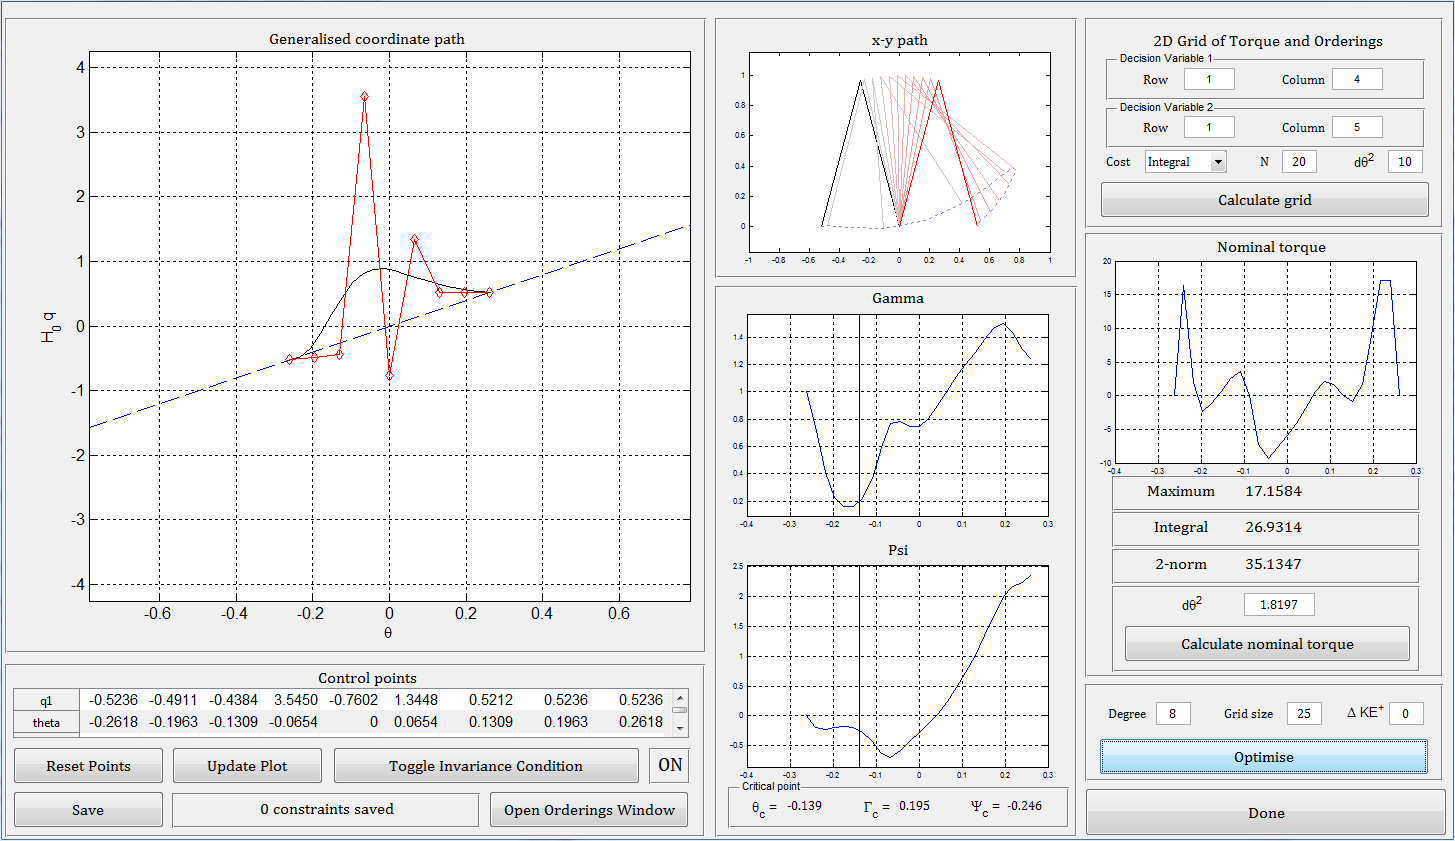 Generalised coordinate path
4
3
2
1
0
-1
-2
-3
-4
H0 q
-0.6 -0.4 -0.2 0 0.2 0.4 0.6
θ
Control points
q1 -0.5236 -0.4911 -0.4384 3.5450 -0.7602 1.3448 0.5212 0.5236 0.5236
theta -0.2618 -0.1963 -0.1309 -0.0654 0 0.0654 0.1309 0.1963 0.2618
Reset Points Update Plot Toggle Invariance Condition ON
Save 0 constraints saved Open Orderings Window
x-y path
1
0.8
0.6
0.4
0.2
0
-1 -0.8 -0.6 -0.4 -0.2 0 0.2 0.4 0.6 0.8 1
Gamma
1.4
1.2
1
0.8
0.6
0.4
0.2
-0.4 -0.3 -0.2 -0.1 0 0.1 0.2 0.3
Psi
2.5
2
1.5
1
0.5
0
-0.5
-0.4 -0.3 -0.2 -0.1 0 0.1 0.2 0.3
Critical point
θc = -0.139 Γc = 0.195 Ψc = -0.246
2D Grid of Torque and Orderings
Decision Variable 1
Row 1 Column 4
Decision Variable 2
Row 1 Column 5
Cost Integral N 20 dθ² 10
Calculate grid
Nominal torque
20
15
10
5
0
-5
-10
-0.4 -0.3 -0.2 -0.1 0 0.1 0.2 0.3
Maximum 17.1584
Integral 26.9314
2-norm 35.1347
dθ² 1.8197
Calculate nominal torque
Degree 8 Grid size 25 Δ KE⁺ 0
Optimise
Done